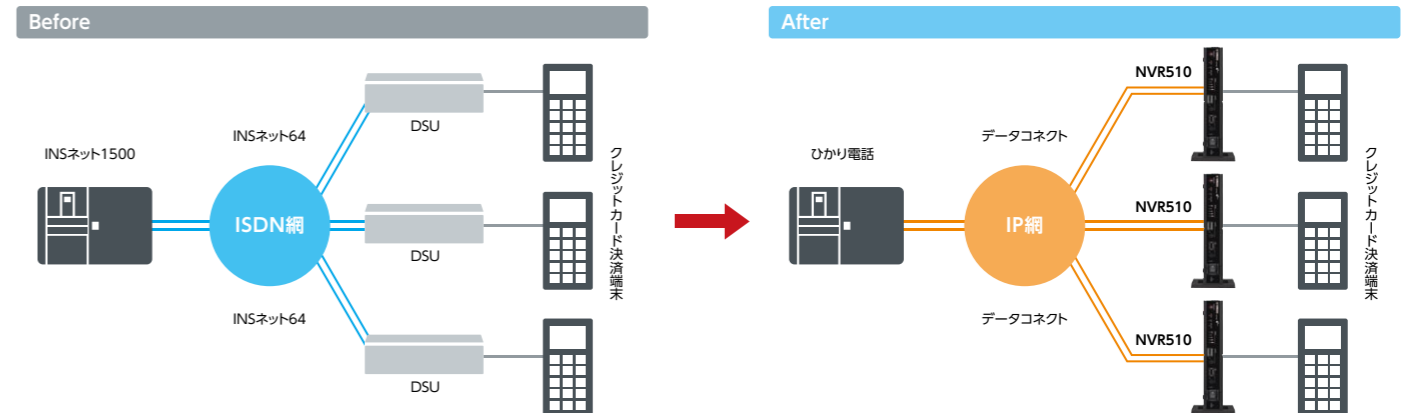 Before
INSネット64
DSU
INSネット1500
ISDN網
DSU
クレジットカード決済端末
INSネット64
DSU
After
NVR510
データコネクト
ひかり電話
NVR510
IP網
クレジットカード決済端末
データコネクト
NVR510